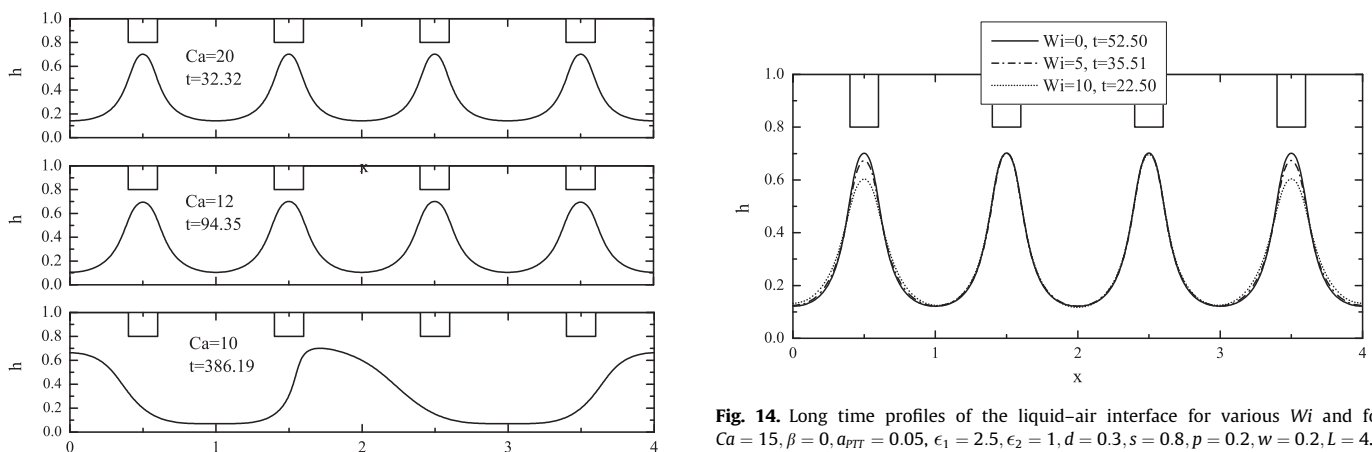 1.0
0.8
0.6
0.4
0.2
0.0
h
Ca=20
t=32.32
x
1.0
0.8
0.6
0.4
0.2
0.0
h
Ca=12
t=94.35
1.0
0.8
0.6
0.4
0.2
0.0
h
Ca=10
t=386.19
0 1 2 3 4
Wi=0, t=52.50
Wi=5, t=35.51
Wi=10, t=22.50
1.0
0.8
0.6
0.4
0.2
0.0
h
0 1 2 3 4
x
Fig. 14. Long time profiles of the liquid–air interface for various Wi and
Ca = 15, β = 0, a_PTT = 0.05, ϵ₁ = 2.5, ϵ₂ = 1, d = 0.3, s = 0.8, p = 0.2, w = 0.2, L = 4.